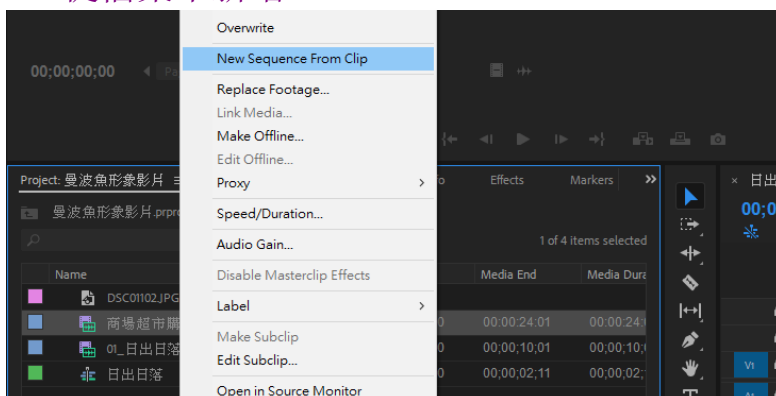 Overwrite
New Sequence From Clip
00;00;00;00
Replace Footage...
Link Media...
Make Offline...
Edit Offline...
Project: 曼波魚形象影片
Proxy
Effects
Markers
曼波魚形象影片.prpro
Speed/Duration...
00;0
Audio Gain...
1 of 4 items selected
Name
Disable Masterclip Effects
Media End
Media Dura
DSC01102.JPG
Label
商場超市購
00:00:24:01
00:00:24:
Make Subclip
01_日出日落
Edit Subclip...
00;00;10;01
00;00;10;
日出日落
00;00;02;11
00;00;02;
V1
Open in Source Monitor